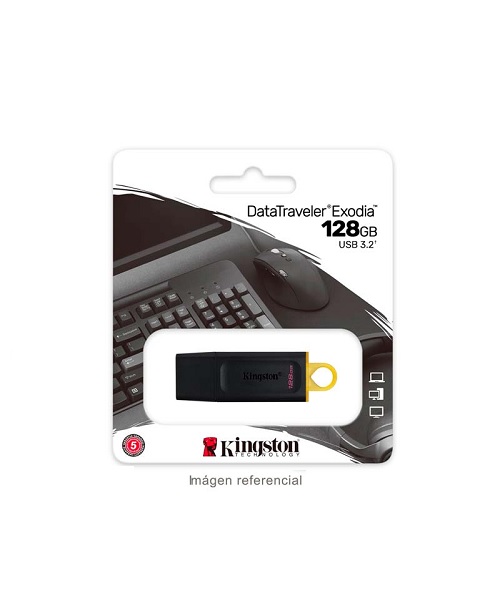 DataTraveler®Exodia™
128GB
USB 3.2¹
Kingston
128GB
5
Kingston
TECHNOLOGY
Imágen referencial